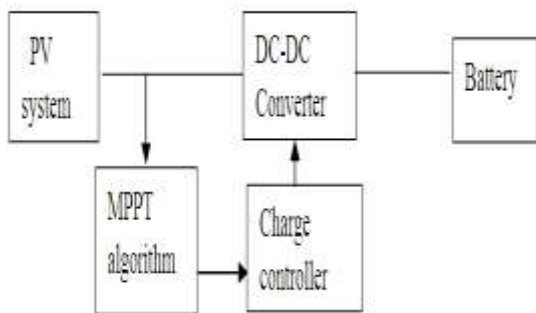 PV
system
DC-DC
Converter
Battery
MPPT
algorithm
Charge
controller